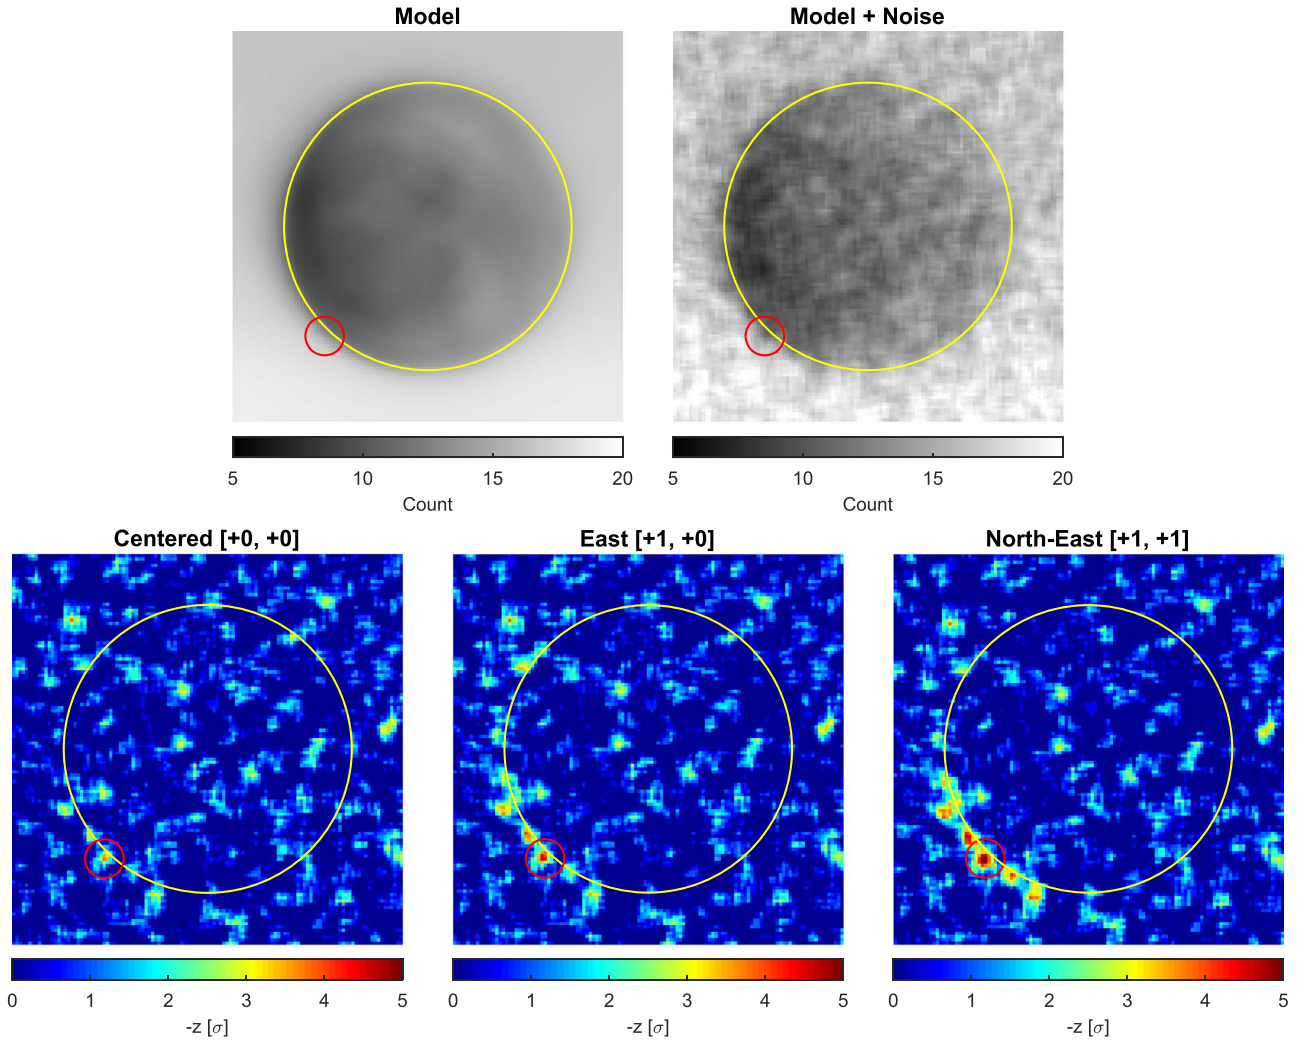 Model
Model + Noise
5 10 15 20
Count
5 10 15 20
Count
Centered [+0, +0]
East [+1, +0]
North-East [+1, +1]
0 1 2 3 4 5
-z [σ]
0 1 2 3 4 5
-z [σ]
0 1 2 3 4 5
-z [σ]